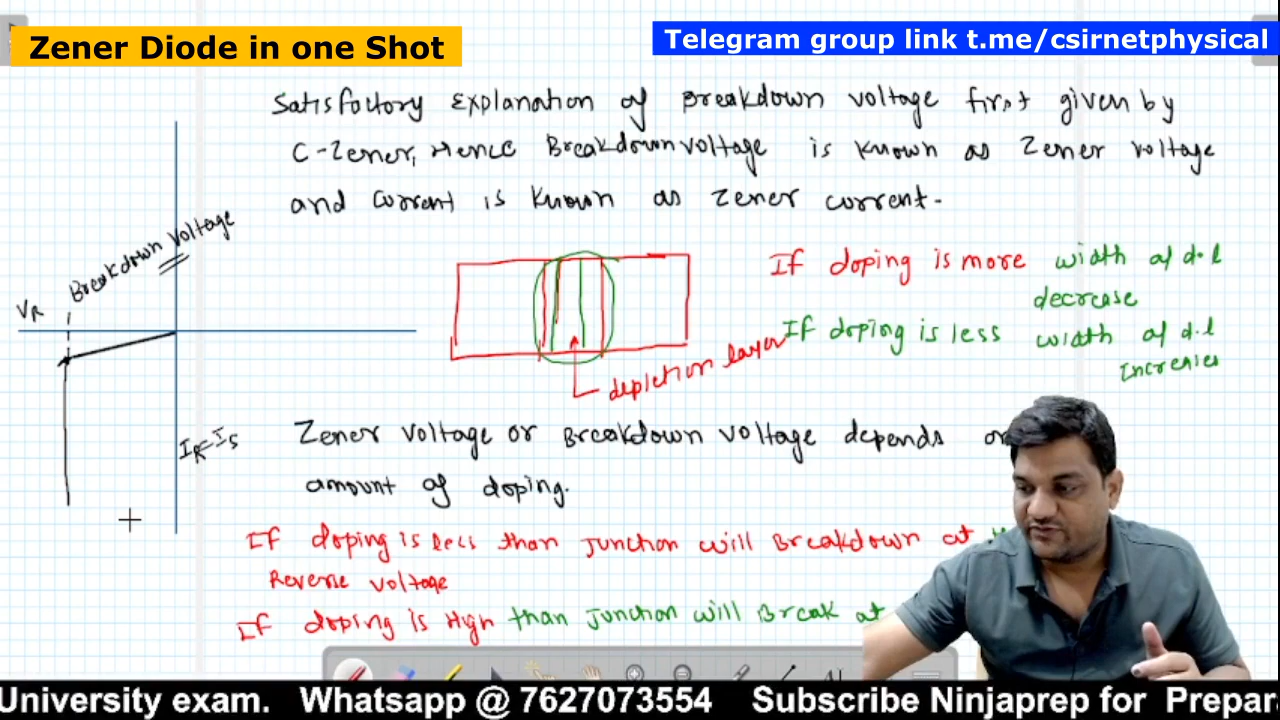 Zener Diode in one Shot
Telegram group link t.me/csirnetphysical
Satisfactory Explanation of Breakdown voltage first given by
C-Zener, Hence Breakdown voltage is known as Zener voltage
and current is known as Zener current.
Breakdown Voltage
VR
IR=IS
depletion layer
If doping is more width of d.l
decrease
If doping is less width of d.l
Increases
Zener voltage or Breakdown voltage depends on
amount of doping.
If doping is less than Junction will Breakdown at
Reverse voltage
If doping is High than Junction will Break at
University exam. Whatsapp @ 7627073554 Subscribe Ninjaprep for